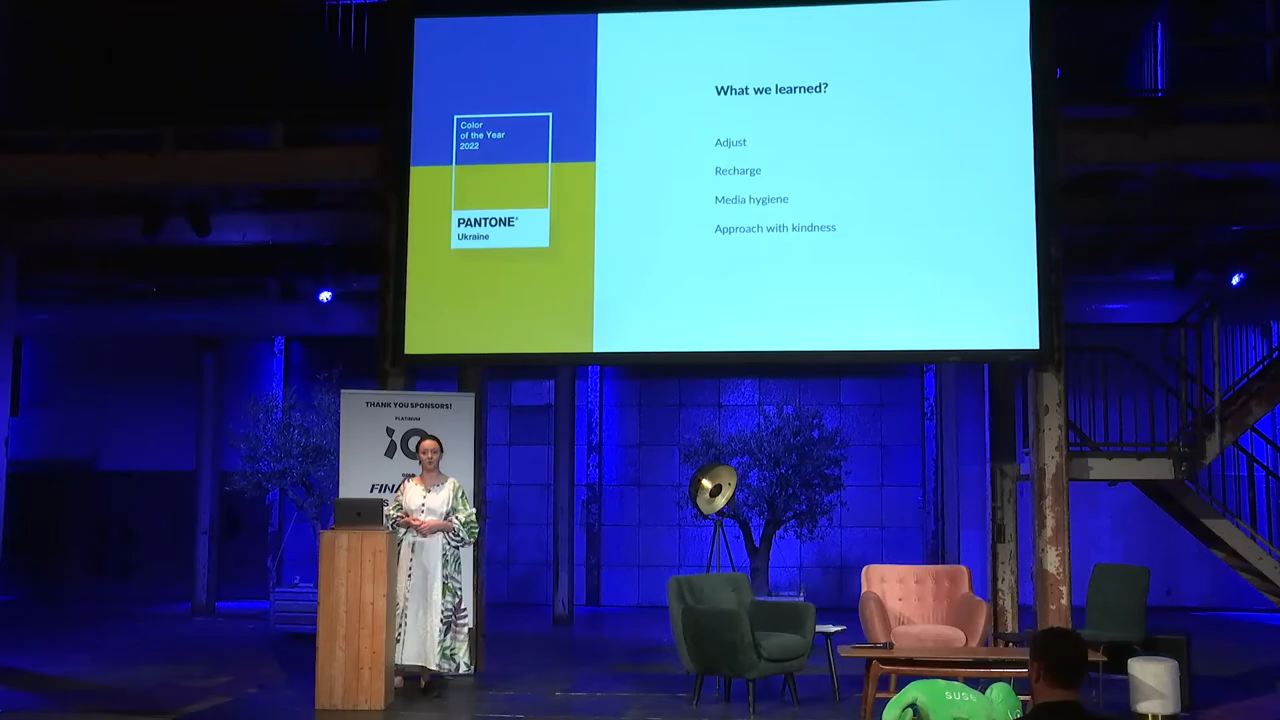 What we learned?
Adjust
Recharge
Media hygiene
Approach with kindness
Color
of the Year
2022
PANTONE®
Ukraine
THANK YOU SPONSORS!
PLATINUM
GOLD
SUSE